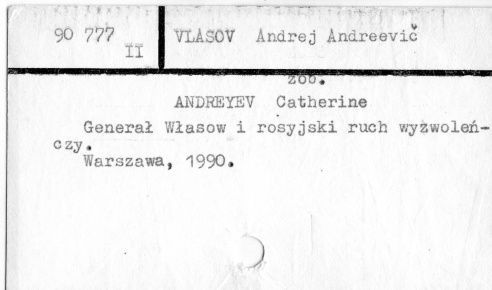 90 777 VLASOV Andrej Andreevič
II
zob.
ANDREYEV Catherine
Generał Własow i rosyjski ruch wyzwoleń-
czy.
Warszawa, 1990.